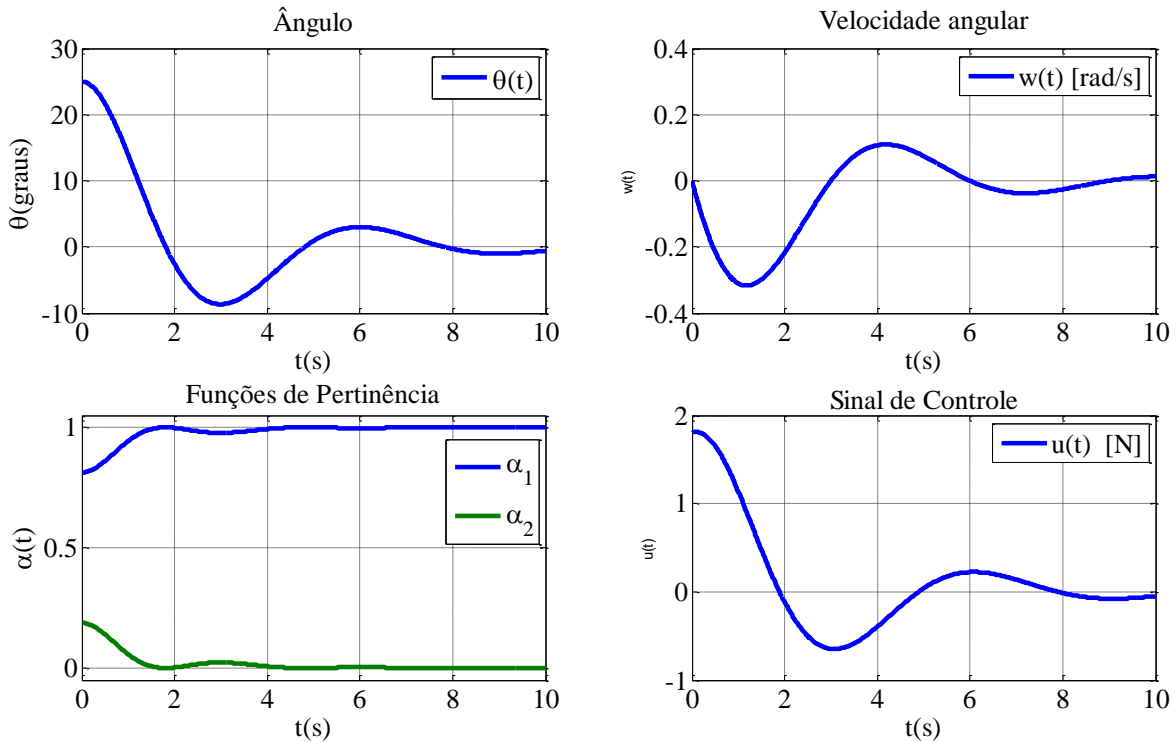 Ângulo
30
20
10
0
-10
θ(graus)
θ(t)
0 2 4 6 8 10
t(s)
Velocidade angular
0.4
0.2
0
-0.2
-0.4
w(t)
w(t) [rad/s]
0 2 4 6 8 10
t(s)
Funções de Pertinência
1
0.5
0
α(t)
α1
α2
0 2 4 6 8 10
t(s)
Sinal de Controle
2
1
0
-1
u(t)
u(t) [N]
0 2 4 6 8 10
t(s)